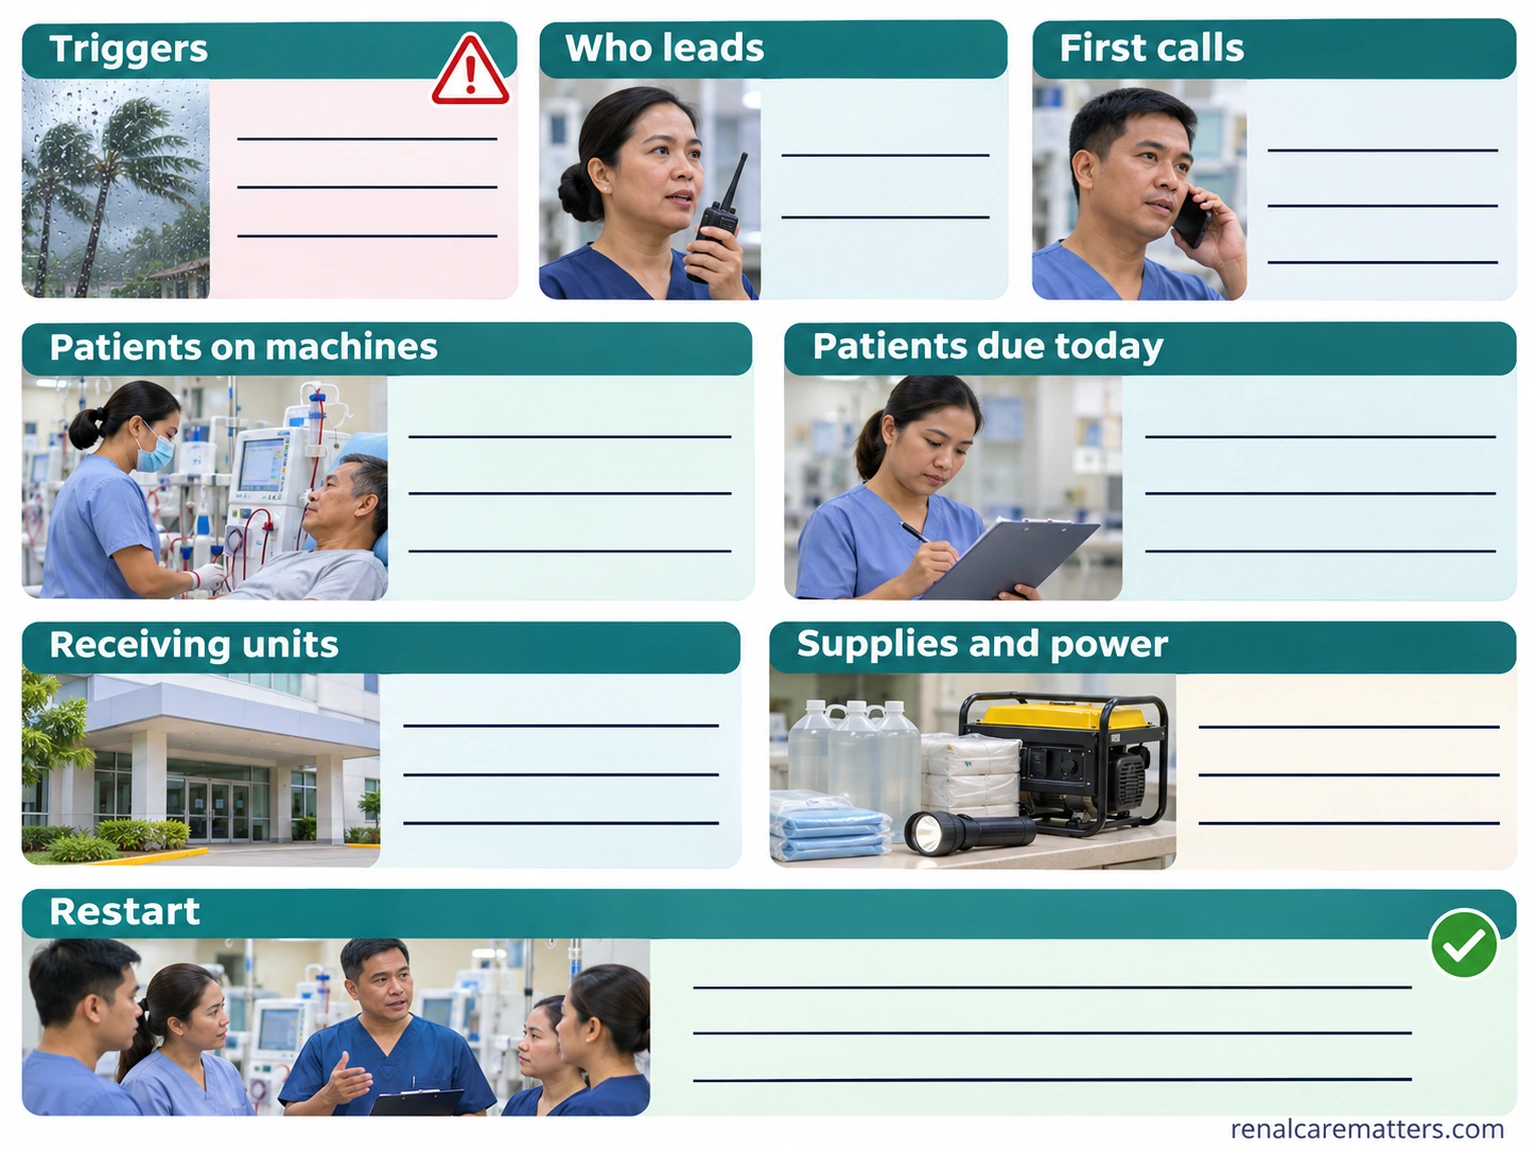 Triggers
Who leads
First calls
Patients on machines
Patients due today
Receiving units
Supplies and power
Restart
renalcarematters.com